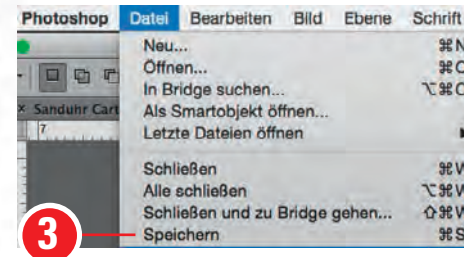 Photoshop Datei Bearbeiten Bild Ebene Schrift
Neu... ⌘N
Öffnen... ⌘O
In Bridge suchen... ⌥⌘O
Als Smartobjekt öffnen...
× Sanduhr Cart
Letzte Dateien öffnen
7
Schließen ⌘W
Alle schließen ⌥⌘W
Schließen und zu Bridge gehen... ⇧⌘W
3 Speichern ⌘S